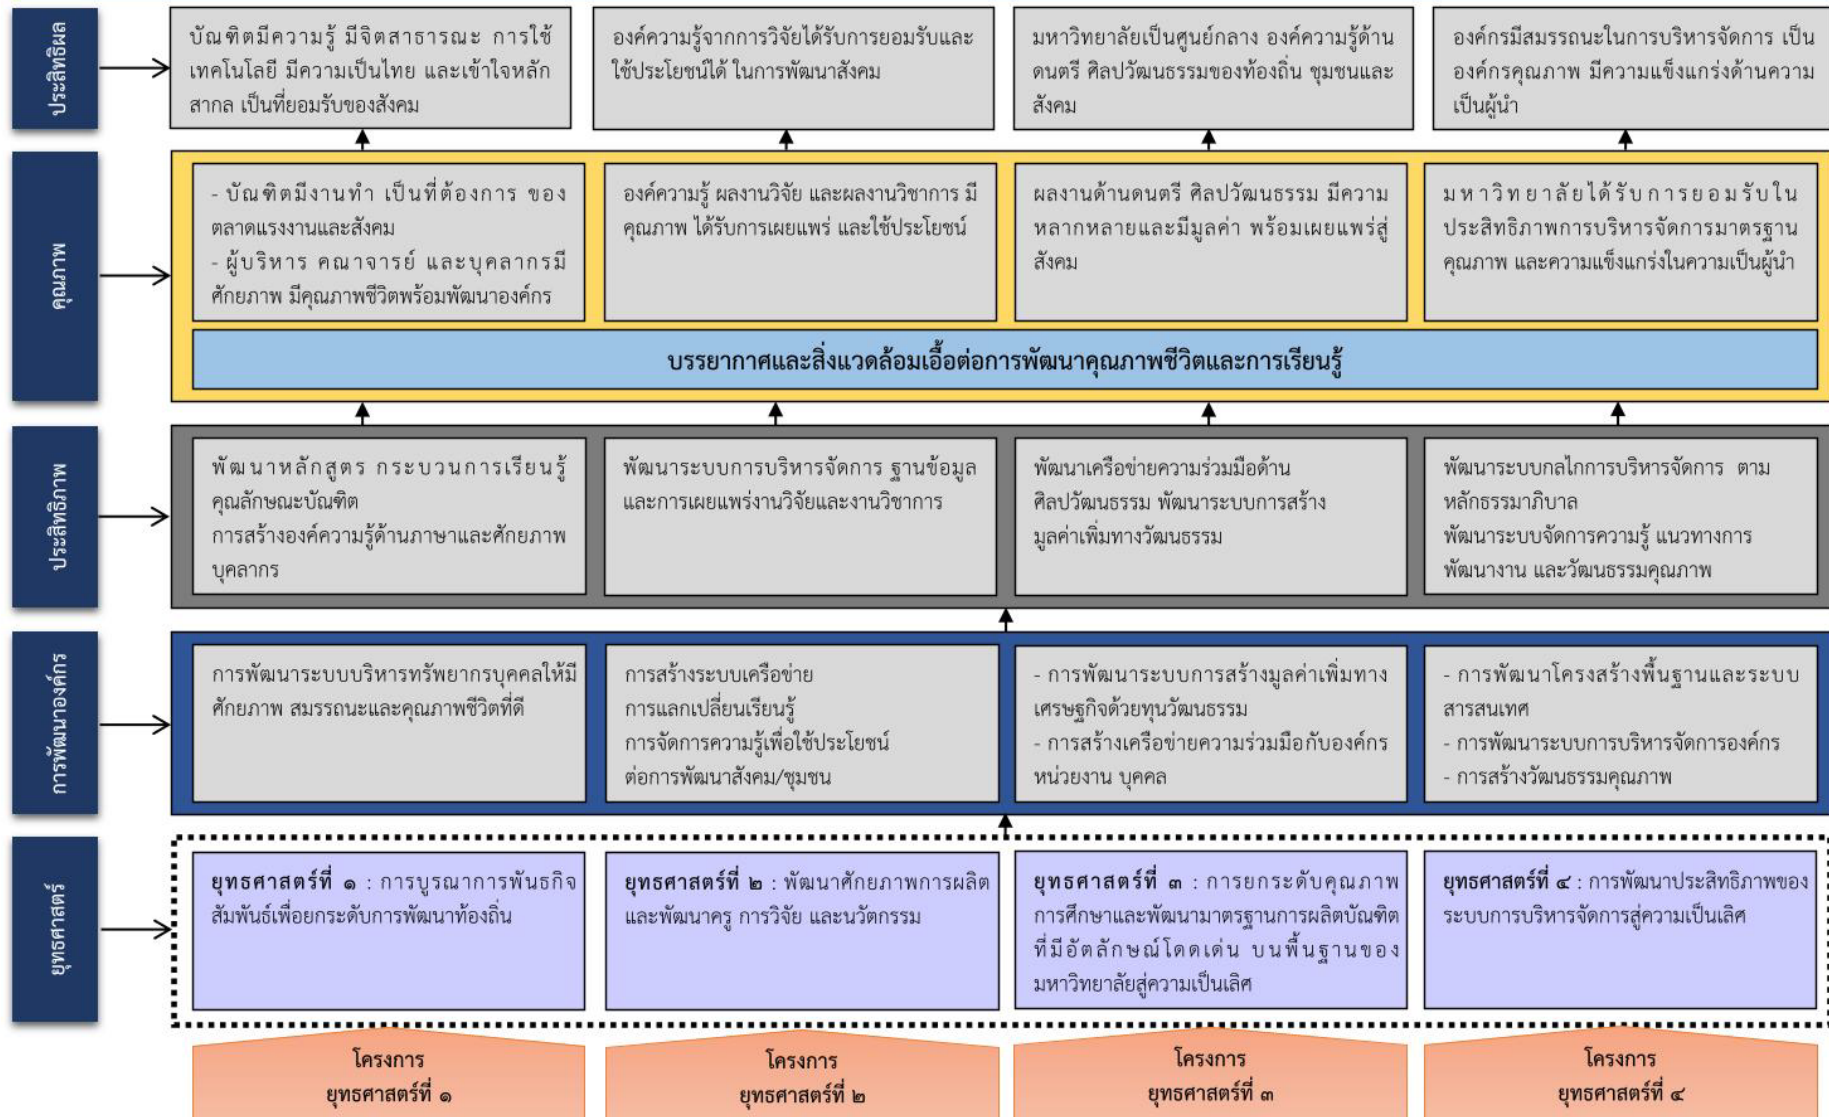 ประสิทธิผล
บัณฑิตมีความรู้ มีจิตสาธารณะ การใช้
เทคโนโลยี มีความเป็นไทย และเข้าใจหลัก
สากล เป็นที่ยอมรับของสังคม
องค์ความรู้จากการวิจัยได้รับการยอมรับและ
ใช้ประโยชน์ได้ ในการพัฒนาสังคม
มหาวิทยาลัยเป็นศูนย์กลาง องค์ความรู้ด้าน
ดนตรี ศิลปวัฒนธรรมของท้องถิ่น ชุมชนและ
สังคม
องค์กรมีสมรรถนะในการบริหารจัดการ เป็น
องค์กรคุณภาพ มีความแข็งแกร่งด้านความ
เป็นผู้นำ
คุณภาพ
- บัณฑิตมีงานทำ เป็นที่ต้องการ ของ
ตลาดแรงงานและสังคม
- ผู้บริหาร คณาจารย์ และบุคลากรมี
ศักยภาพ มีคุณภาพชีวิตพร้อมพัฒนาองค์กร
องค์ความรู้ ผลงานวิจัย และผลงานวิชาการ มี
คุณภาพ ได้รับการเผยแพร่ และใช้ประโยชน์
ผลงานด้านดนตรี ศิลปวัฒนธรรม มีความ
หลากหลายและมีมูลค่า พร้อมเผยแพร่สู่
สังคม
มหาวิทยาลัยได้รับการยอมรับใน
ประสิทธิภาพการบริหารจัดการมาตรฐาน
คุณภาพ และความแข็งแกร่งในความเป็นผู้นำ
บรรยากาศและสิ่งแวดล้อมเอื้อต่อการพัฒนาคุณภาพชีวิตและการเรียนรู้
ประสิทธิภาพ
พัฒนาหลักสูตร กระบวนการเรียนรู้
คุณลักษณะบัณฑิต
การสร้างองค์ความรู้ด้านภาษาและศักยภาพ
บุคลากร
พัฒนาระบบการบริหารจัดการ ฐานข้อมูล
และการเผยแพร่งานวิจัยและงานวิชาการ
พัฒนาเครือข่ายความร่วมมือด้าน
ศิลปวัฒนธรรม พัฒนาระบบการสร้าง
มูลค่าเพิ่มทางวัฒนธรรม
พัฒนาระบบกลไกการบริหารจัดการ ตาม
หลักธรรมาภิบาล
พัฒนาระบบจัดการความรู้ แนวทางการ
พัฒนางาน และวัฒนธรรมคุณภาพ
การพัฒนาองค์กร
การพัฒนาระบบบริหารทรัพยากรบุคคลให้มี
ศักยภาพ สมรรถนะและคุณภาพชีวิตที่ดี
การสร้างระบบเครือข่าย
การแลกเปลี่ยนเรียนรู้
การจัดการความรู้เพื่อใช้ประโยชน์
ต่อการพัฒนาสังคม/ชุมชน
- การพัฒนาระบบการสร้างมูลค่าเพิ่มทาง
เศรษฐกิจด้วยทุนวัฒนธรรม
- การสร้างเครือข่ายความร่วมมือกับองค์กร
หน่วยงาน บุคคล
- การพัฒนาโครงสร้างพื้นฐานและระบบ
สารสนเทศ
- การพัฒนาระบบการบริหารจัดการองค์กร
- การสร้างวัฒนธรรมคุณภาพ
ยุทธศาสตร์
ยุทธศาสตร์ที่ ๑ : การบูรณาการพันธกิจ
สัมพันธ์เพื่อยกระดับการพัฒนาท้องถิ่น
ยุทธศาสตร์ที่ ๒ : พัฒนาศักยภาพการผลิต
และพัฒนาครู การวิจัย และนวัตกรรม
ยุทธศาสตร์ที่ ๓ : การยกระดับคุณภาพ
การศึกษาและพัฒนามาตรฐานการผลิตบัณฑิต
ที่มีอัตลักษณ์โดดเด่น บนพื้นฐานของ
มหาวิทยาลัยสู่ความเป็นเลิศ
ยุทธศาสตร์ที่ ๔ : การพัฒนาประสิทธิภาพของ
ระบบการบริหารจัดการสู่ความเป็นเลิศ
โครงการ
ยุทธศาสตร์ที่ ๑
โครงการ
ยุทธศาสตร์ที่ ๒
โครงการ
ยุทธศาสตร์ที่ ๓
โครงการ
ยุทธศาสตร์ที่ ๔